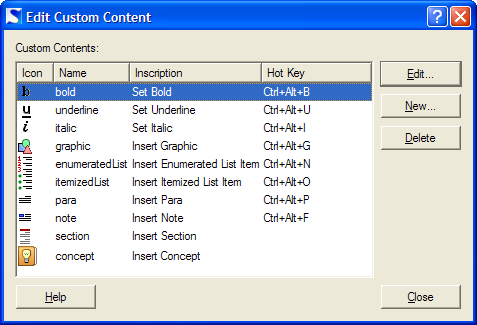 Edit Custom Content
Custom Contents:
Icon Name Inscription Hot Key
b bold Set Bold Ctrl+Alt+B
u underline Set Underline Ctrl+Alt+U
i italic Set Italic Ctrl+Alt+I
graphic Insert Graphic Ctrl+Alt+G
enumeratedList Insert Enumerated List Item Ctrl+Alt+N
itemizedList Insert Itemized List Item Ctrl+Alt+O
para Insert Para Ctrl+Alt+P
note Insert Note Ctrl+Alt+F
section Insert Section
concept Insert Concept
Edit...
New...
Delete
Help
Close